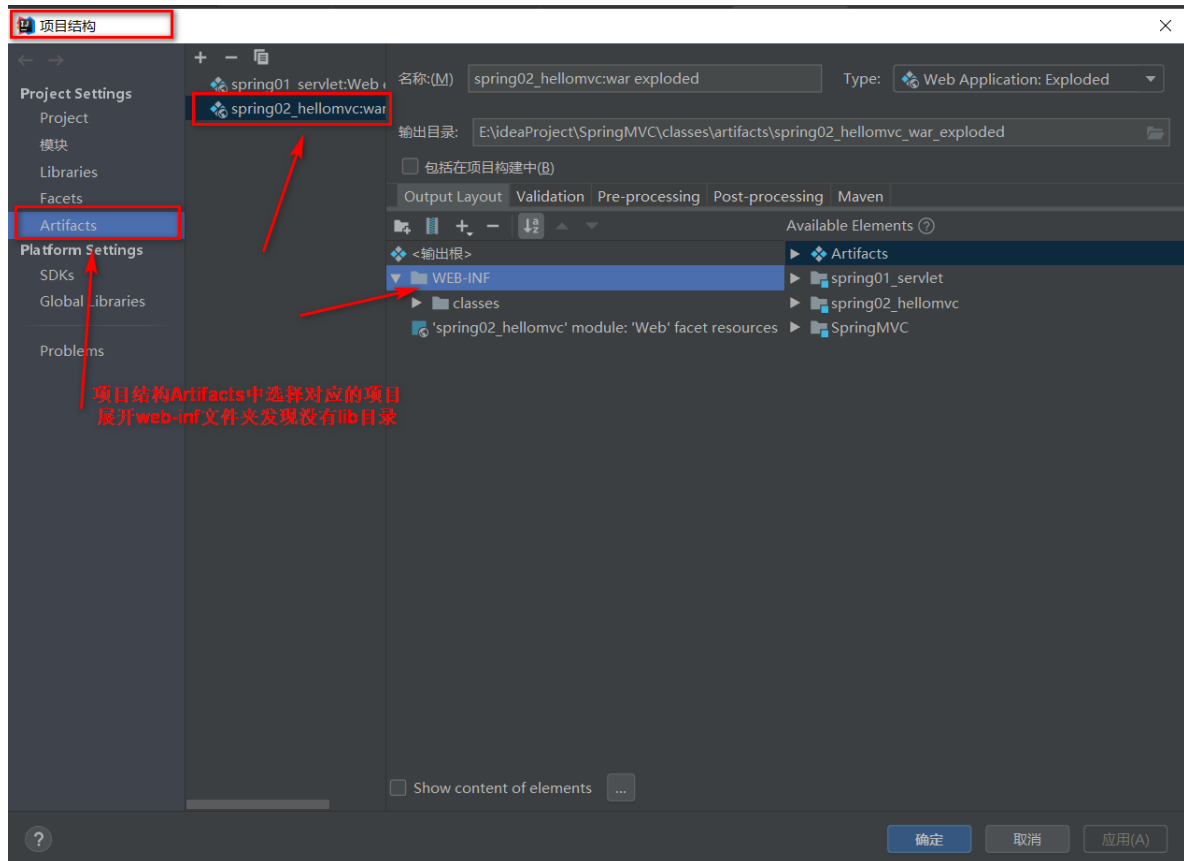 项目结构
Project Settings
Project
模块
Libraries
Facets
Artifacts
Platform Settings
SDKs
Global Libraries
Problems
spring01_servlet:Web
spring02_hellomvc:war
名称:(M)
spring02_hellomvc:war exploded
Type:
Web Application: Exploded
输出目录:
E:\ideaProject\SpringMVC\classes\artifacts\spring02_hellomvc_war_exploded
包括在项目构建中(B)
Output Layout
Validation
Pre-processing
Post-processing
Maven
Available Elements
<输出根>
WEB-INF
classes
'spring02_hellomvc' module: 'Web' facet resources
Artifacts
spring01_servlet
spring02_hellomvc
SpringMVC
项目结构Artifacts中选择对应的项目
展开web-inf文件夹发现没有lib目录
Show content of elements
...
?
确定
取消
应用(A)